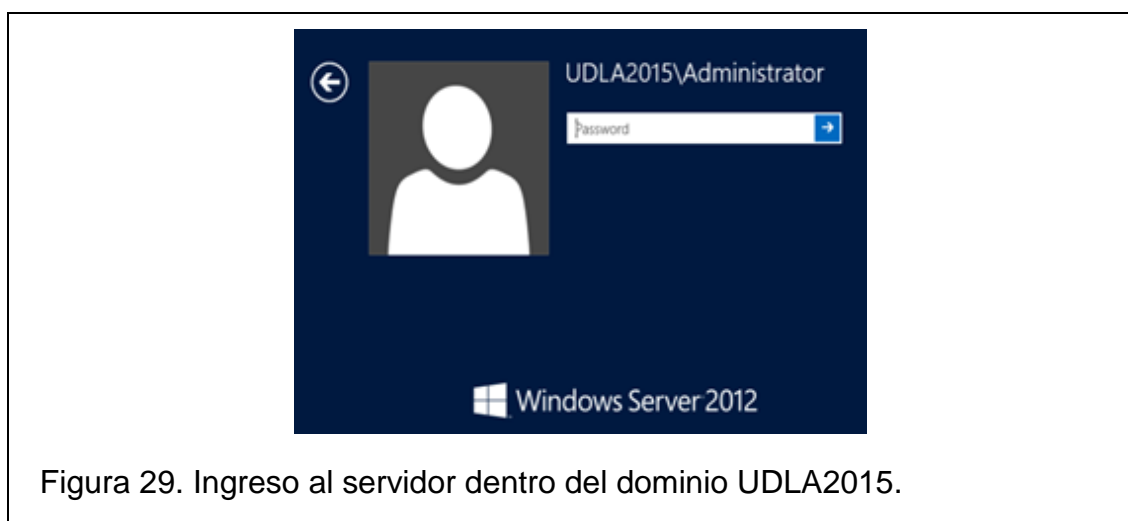 UDLA2015\Administrator
Password
Windows Server 2012
Figura 29. Ingreso al servidor dentro del dominio UDLA2015.